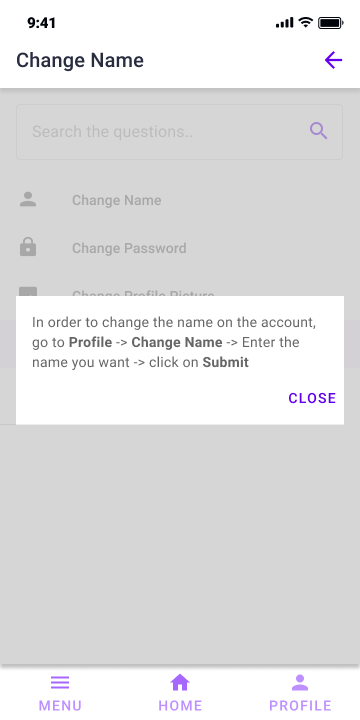 9:41
Change Name
Search the questions..
Change Name
Change Password
Change Profile Picture
In order to change the name on the account,
go to Profile -> Change Name -> Enter the
name you want -> click on Submit
CLOSE
MENU
HOME
PROFILE